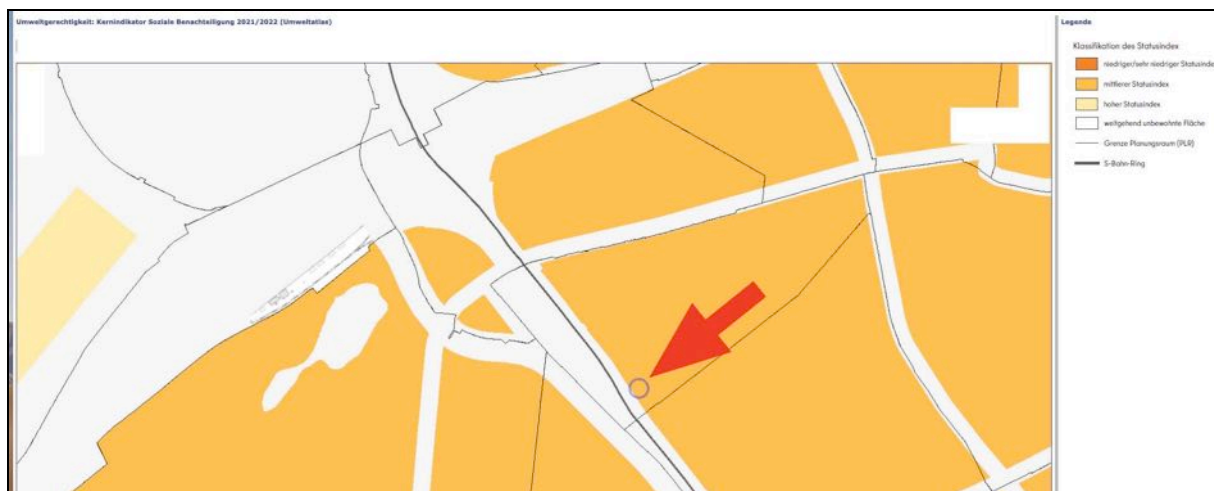 Umweltgerechtigkeit: Kernindikator Soziale Benachteiligung 2021/2022 (Umweltatlas)
Legende
Klassifikation des Statusindex
niedriger/sehr niedriger Statusinde
mittlerer Statusindex
hoher Statusindex
weitgehend unbewohnte Fläche
Grenze Planungsraum (PLR)
S-Bahn-Ring